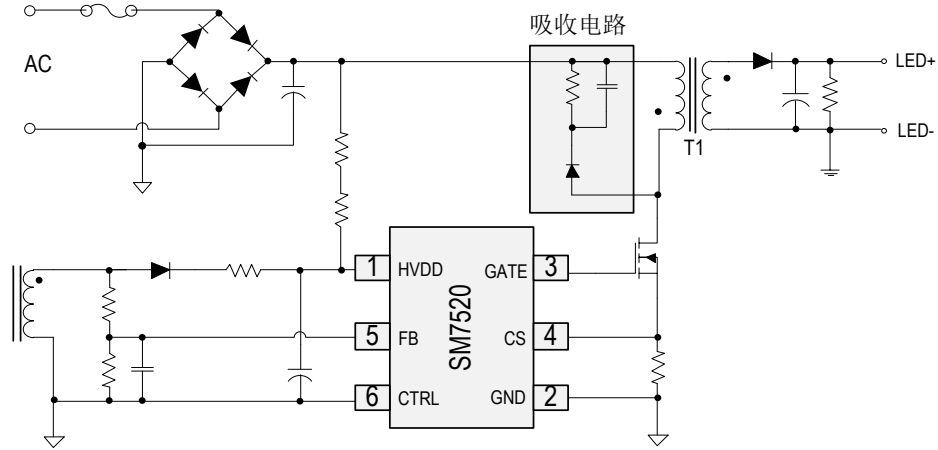 吸收电路
AC
LED+
LED-
T1
1 HVDD
GATE 3
5 FB
CS 4
6 CTRL
GND 2
SM7520